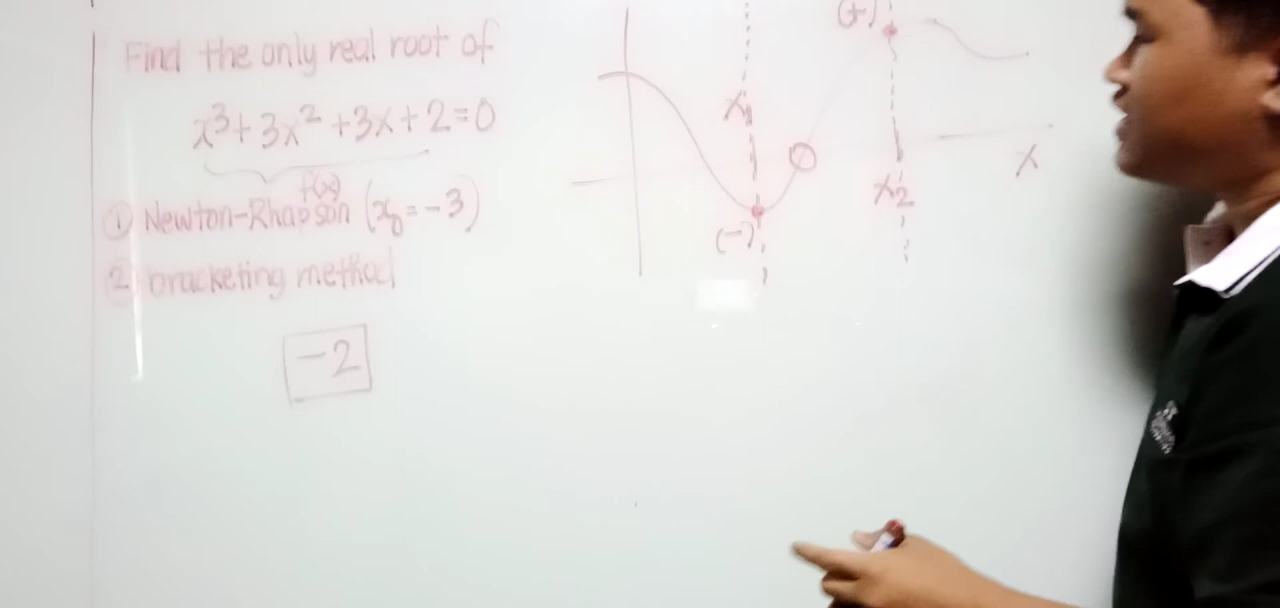 Find the only real root of
x³+3x²+3x+2=0
f(x)
① Newton-Rhapson (x₀=-3)
② bracketing method
-2
(+)
x₁
x₂
x
(-)